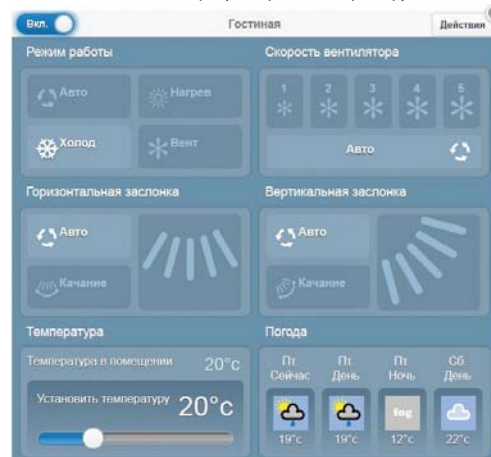 Вкл.
Гостиная
Действия
Режим работы
Авто
Нагрев
Холод
Вент
Скорость вентилятора
1 2 3 4 5
Авто
Горизонтальная заслонка
Авто
Качание
Вертикальная заслонка
Авто
Качание
Температура
Температура в помещении 20°c
Установить температуру 20°c
Погода
Пт. Пт. Пт. Сб.
Сейчас День Ночь День
fog
19°c 19°c 12°c 22°c